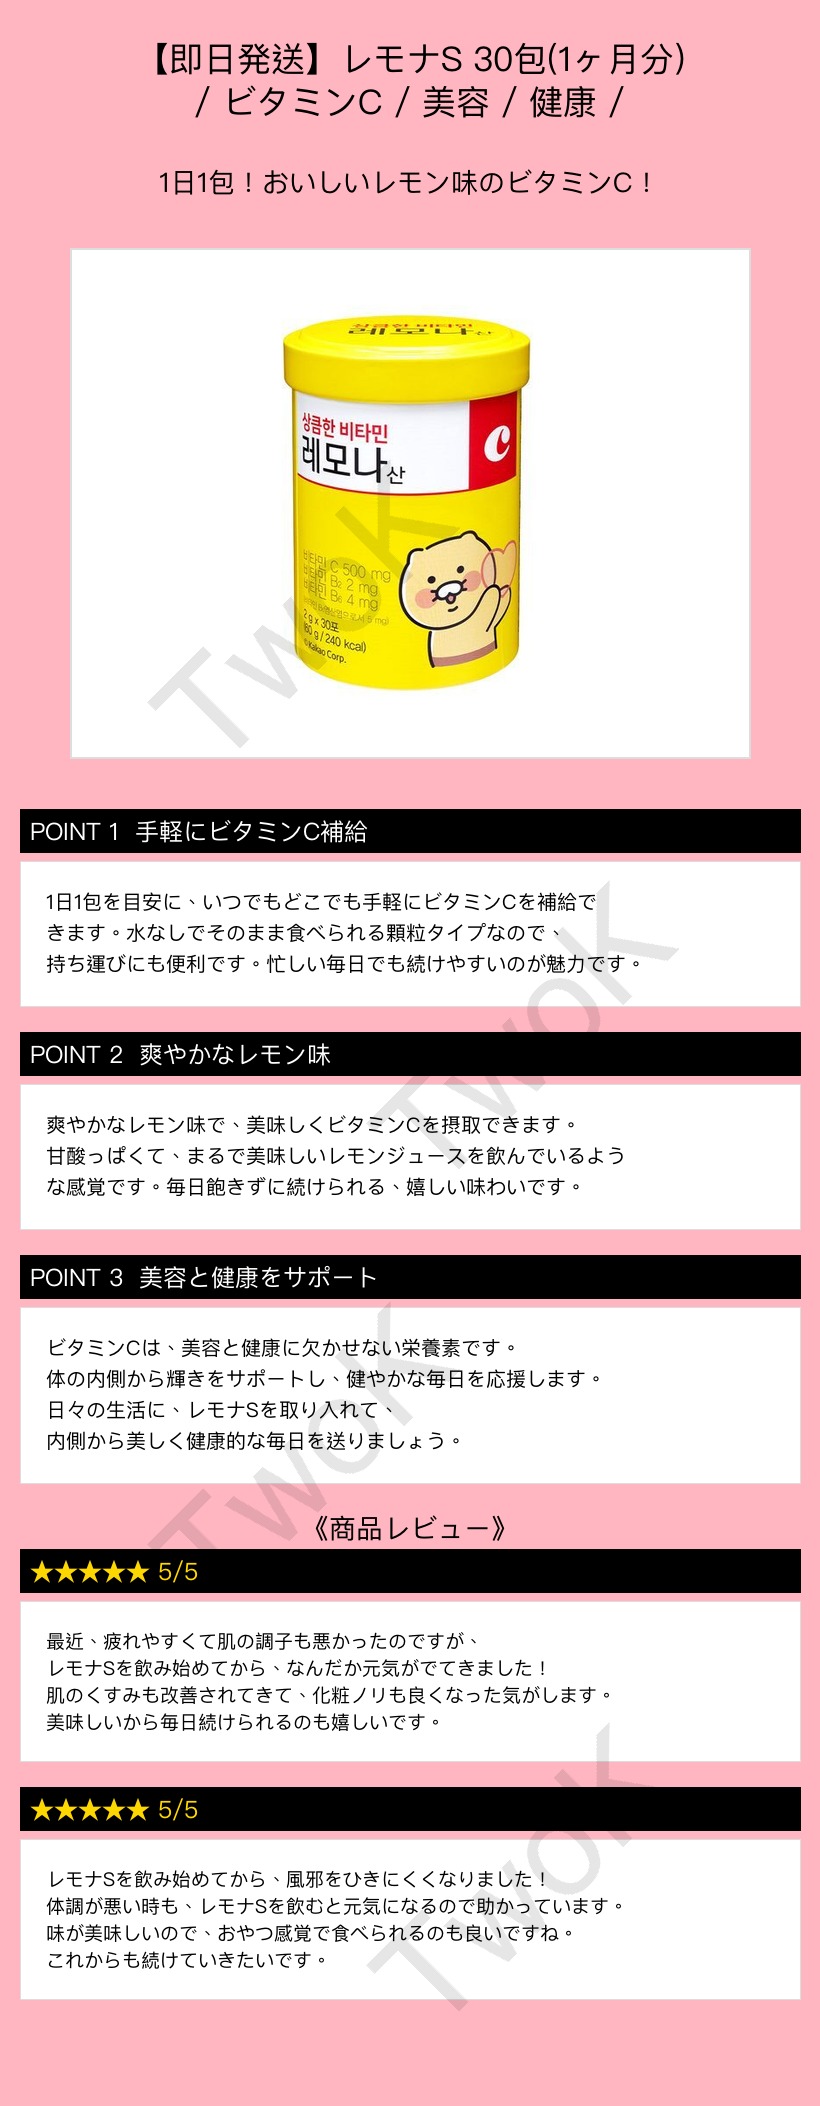 【即日発送】レモナS 30包(1ヶ月分)
/ ビタミンC / 美容 / 健康 /
1日1包！おいしいレモン味のビタミンC！
상큼한 비타민
레모나산
상큼한 비타민
레모나산
C
비타민 C 500 mg
비타민 B₂ 2 mg
비타민 B₆ 4 mg
2 g x 30포
(60 g / 240 kcal)
©Kakao Corp.
TwoK
POINT 1 手軽にビタミンC補給
1日1包を目安に、いつでもどこでも手軽にビタミンCを補給で
きます。水なしでそのまま食べられる顆粒タイプなので、
持ち運びにも便利です。忙しい毎日でも続けやすいのが魅力です。
TwoK
POINT 2 爽やかなレモン味
爽やかなレモン味で、美味しくビタミンCを摂取できます。
甘酸っぱくて、まるで美味しいレモンジュースを飲んでいるよう
な感覚です。毎日飽きずに続けられる、嬉しい味わいです。
POINT 3 美容と健康をサポート
ビタミンCは、美容と健康に欠かせない栄養素です。
体の内側から輝きをサポートし、健やかな毎日を応援します。
日々の生活に、レモナSを取り入れて、
内側から美しく健康的な毎日を送りましょう。
TwoK
《商品レビュー》
★★★★★ 5/5
最近、疲れやすくて肌の調子も悪かったのですが、
レモナSを飲み始めてから、なんだか元気がでてきました！
肌のくすみも改善されてきて、化粧ノリも良くなった気がします。
美味しいから毎日続けられるのも嬉しいです。
★★★★★ 5/5
レモナSを飲み始めてから、風邪をひきにくくなりました！
体調が悪い時も、レモナSを飲むと元気になるので助かっています。
味が美味しいので、おやつ感覚で食べられるのも良いですね。
これからも続けていきたいです。
TwoK